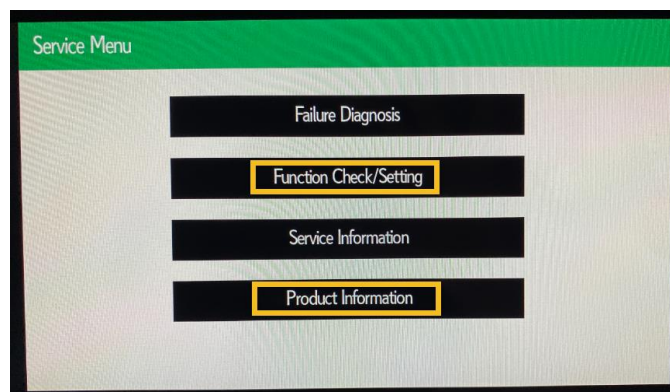 Service Menu
Failure Diagnosis
Function Check/Setting
Service Information
Product Information